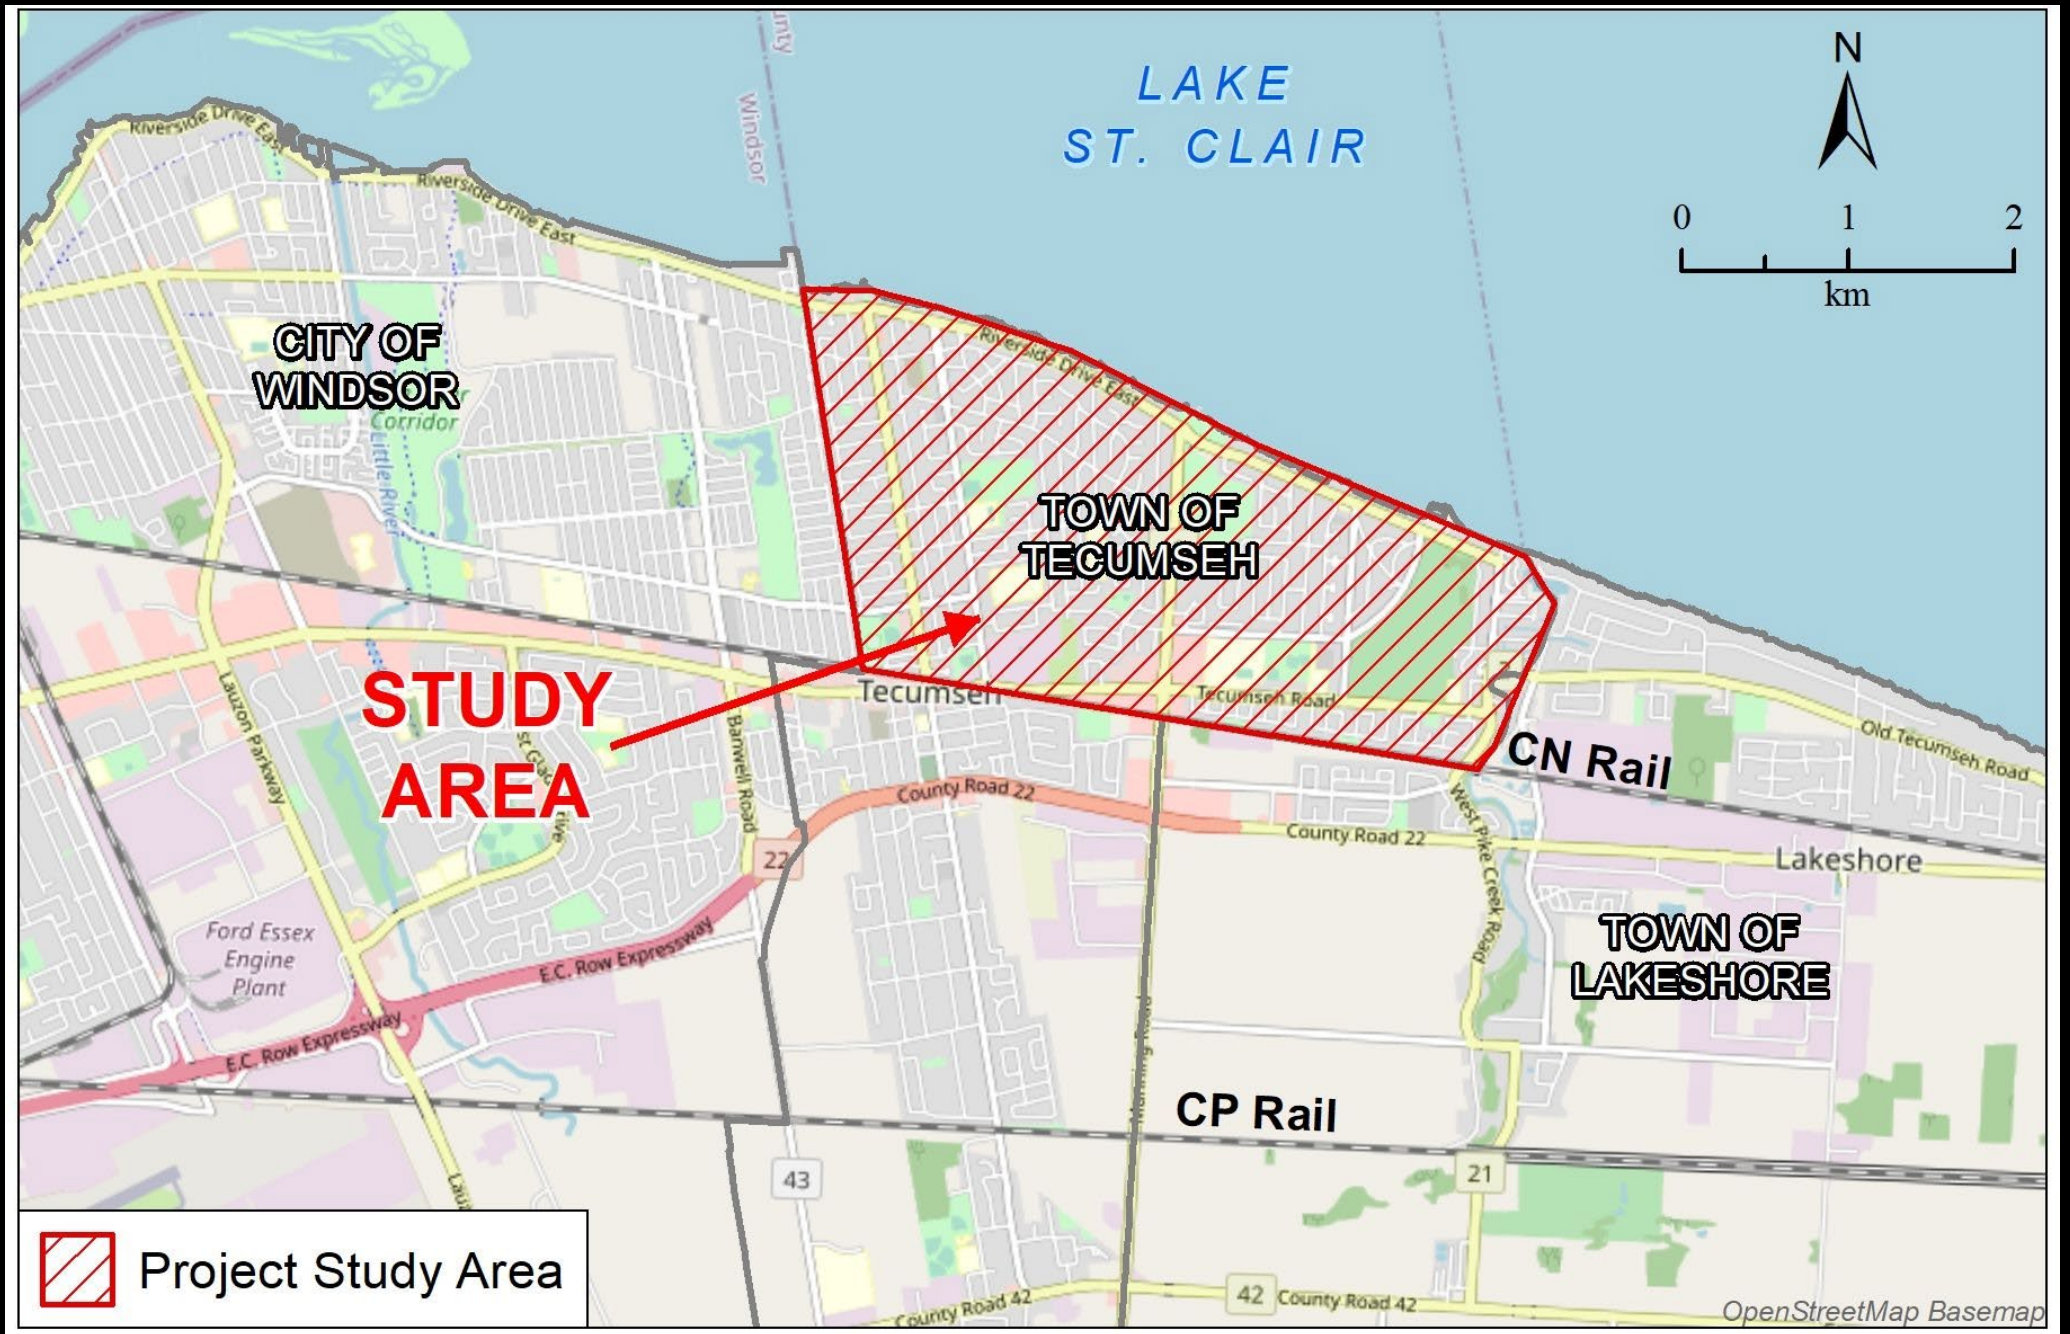 unty
Windsor
LAKE
ST. CLAIR
N
0 1 2
km
Riverside Drive East
Riverside Drive East
Riverside Drive East
CITY OF
WINDSOR
Corridor
Little River
TOWN OF
TECUMSEH
STUDY
AREA
Tecumseh
Tecumseh Road
Old Tecumseh Road
CN Rail
Lauzon Parkway
Banwell Road
County Road 22
County Road 22
22
West Pike Creek Road
Lakeshore
TOWN OF
LAKESHORE
Ford Essex
Engine
Plant
E.C. Row Expressway
E.C. Row Expressway
Manning Road
CP Rail
43
21
Project Study Area
County Road 42
42
County Road 42
OpenStreetMap Basemap